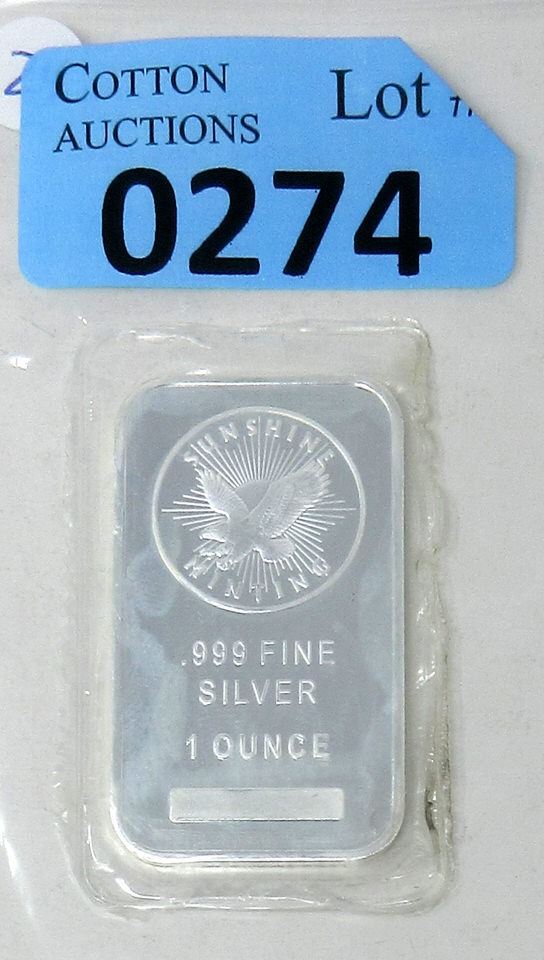 COTTON
AUCTIONS
Lot #
0274
SUNSHINE
MINTING
.999 FINE
SILVER
1 OUNCE